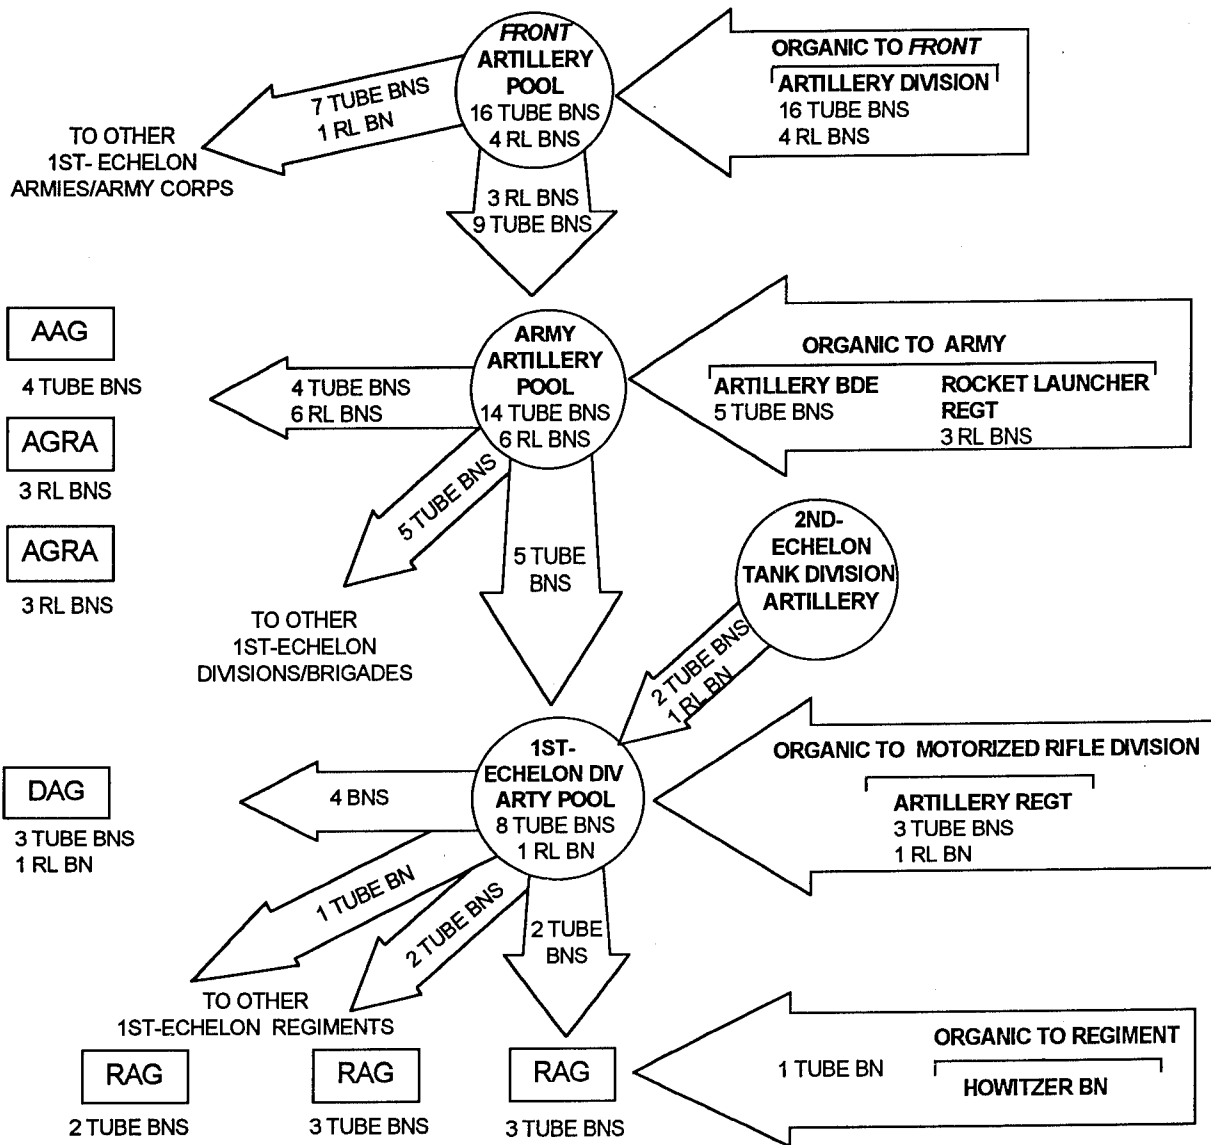 FRONT
ARTILLERY
POOL
16 TUBE BNS
4 RL BNS
ORGANIC TO FRONT
ARTILLERY DIVISION
16 TUBE BNS
4 RL BNS
7 TUBE BNS
1 RL BN
TO OTHER
1ST- ECHELON
ARMIES/ARMY CORPS
3 RL BNS
9 TUBE BNS
AAG
4 TUBE BNS
AGRA
3 RL BNS
AGRA
3 RL BNS
4 TUBE BNS
6 RL BNS
ARMY
ARTILLERY
POOL
14 TUBE BNS
6 RL BNS
ORGANIC TO ARMY
ARTILLERY BDE
5 TUBE BNS
ROCKET LAUNCHER
REGT
3 RL BNS
5 TUBE BNS
TO OTHER
1ST-ECHELON
DIVISIONS/BRIGADES
5 TUBE
BNS
2ND-
ECHELON
TANK DIVISION
ARTILLERY
2 TUBE BNS
1 RL BN
DAG
3 TUBE BNS
1 RL BN
4 BNS
1ST-
ECHELON DIV
ARTY POOL
8 TUBE BNS
1 RL BN
ORGANIC TO MOTORIZED RIFLE DIVISION
ARTILLERY REGT
3 TUBE BNS
1 RL BN
1 TUBE BN
2 TUBE BNS
2 TUBE
BNS
TO OTHER
1ST-ECHELON REGIMENTS
RAG
2 TUBE BNS
RAG
3 TUBE BNS
RAG
3 TUBE BNS
1 TUBE BN
ORGANIC TO REGIMENT
HOWITZER BN